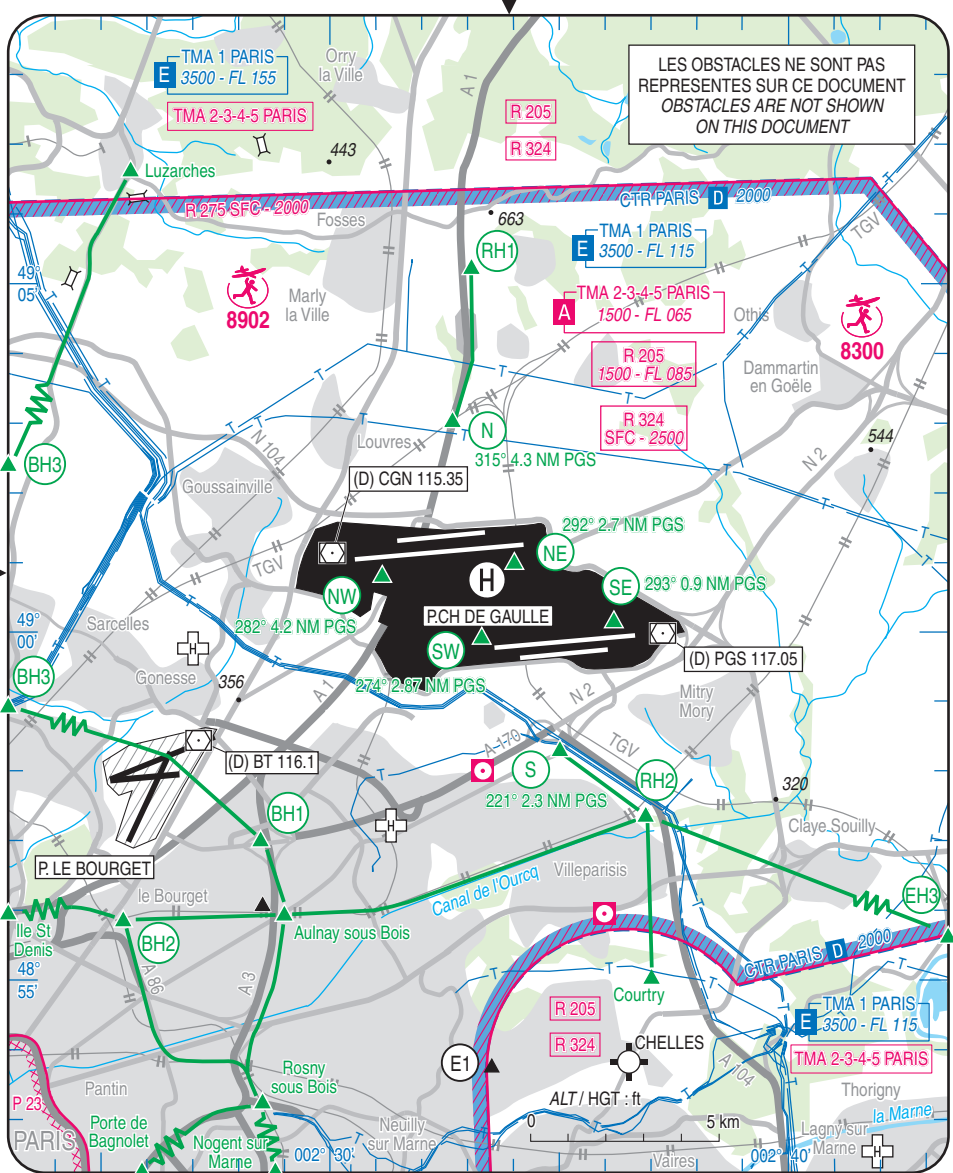 TMA 1 PARIS
E 3500 - FL 155
TMA 2-3-4-5 PARIS
Orry
la Ville
A 1
R 205
R 324
LES OBSTACLES NE SONT PAS
REPRESENTES SUR CE DOCUMENT
OBSTACLES ARE NOT SHOWN
ON THIS DOCUMENT
443
Luzarches
R 275 SFC - 2000
Fosses
663
CTR PARIS D 2000
TGV
RH1
TMA 1 PARIS
E 3500 - FL 115
49°
05'
8902
Marly
la Ville
TMA 2-3-4-5 PARIS
A 1500 - FL 065
Othis
8300
R 205
1500 - FL 085
Dammartin
en Goële
R 324
SFC - 2500
N
315° 4.3 NM PGS
Louvres
N 104
544
N 2
BH3
(D) CGN 115.35
Goussainville
292° 2.7 NM PGS
NE
TGV
H
SE
293° 0.9 NM PGS
NW
282° 4.2 NM PGS
P.CH DE GAULLE
49°
00'
Sarcelles
H
SW
(D) PGS 117.05
BH3
Gonesse
356
A 1
274° 2.87 NM PGS
N 2
Mitry
Mory
A 170
TGV
(D) BT 116.1
S
221° 2.3 NM PGS
RH2
320
BH1
H
Claye Souilly
P. LE BOURGET
Villeparisis
le Bourget
Canal de l'Ourcq
EH3
Ile St
Denis
BH2
Aulnay sous Bois
CTR PARIS D 2000
48°
55'
A 86
A 3
Courtry
R 205
R 324
TMA 1 PARIS
E 3500 - FL 115
TMA 2-3-4-5 PARIS
CHELLES
E1
A 104
Rosny
sous Bois
Pantin
P 23
ALT / HGT : ft
0 5 km
Thorigny
la Marne
Porte de
Bagnolet
PARIS
Nogent sur
Marne
Neuilly
sur Marne
Lagny sur
Marne
H
002° 30'
Vaires
002° 40'
T